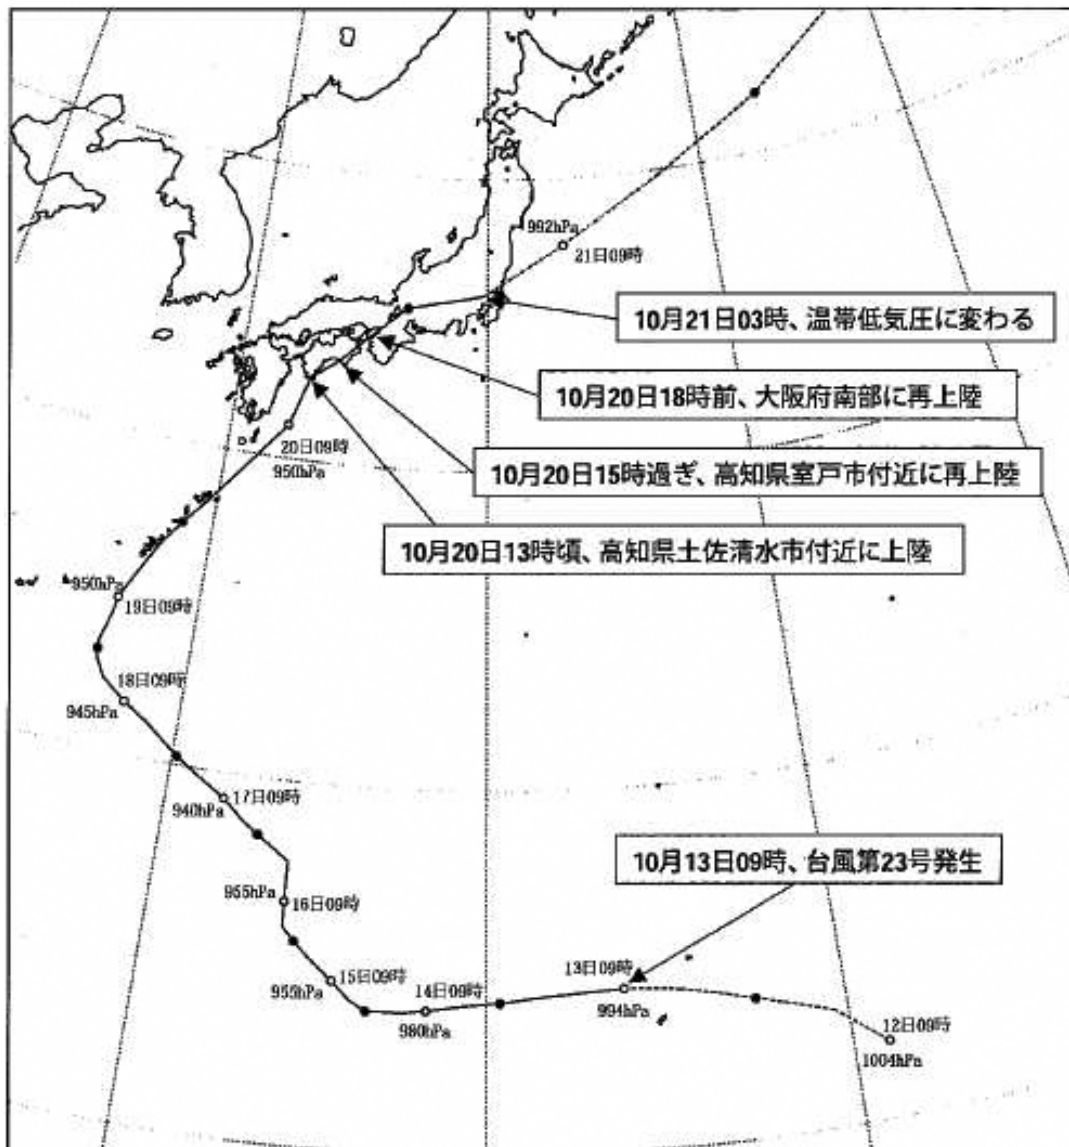 992hPa
21日09時
10月21日03時、温帯低気圧に変わる
10月20日18時前、大阪府南部に再上陸
20日09時
950hPa
10月20日15時過ぎ、高知県室戸市付近に再上陸
10月20日13時頃、高知県土佐清水市付近に上陸
950hPa
19日09時
18日09時
945hPa
17日09時
940hPa
10月13日09時、台風第23号発生
955hPa
16日09時
13日09時
15日09時
14日09時
955hPa
994hPa
980hPa
12日09時
1004hPa